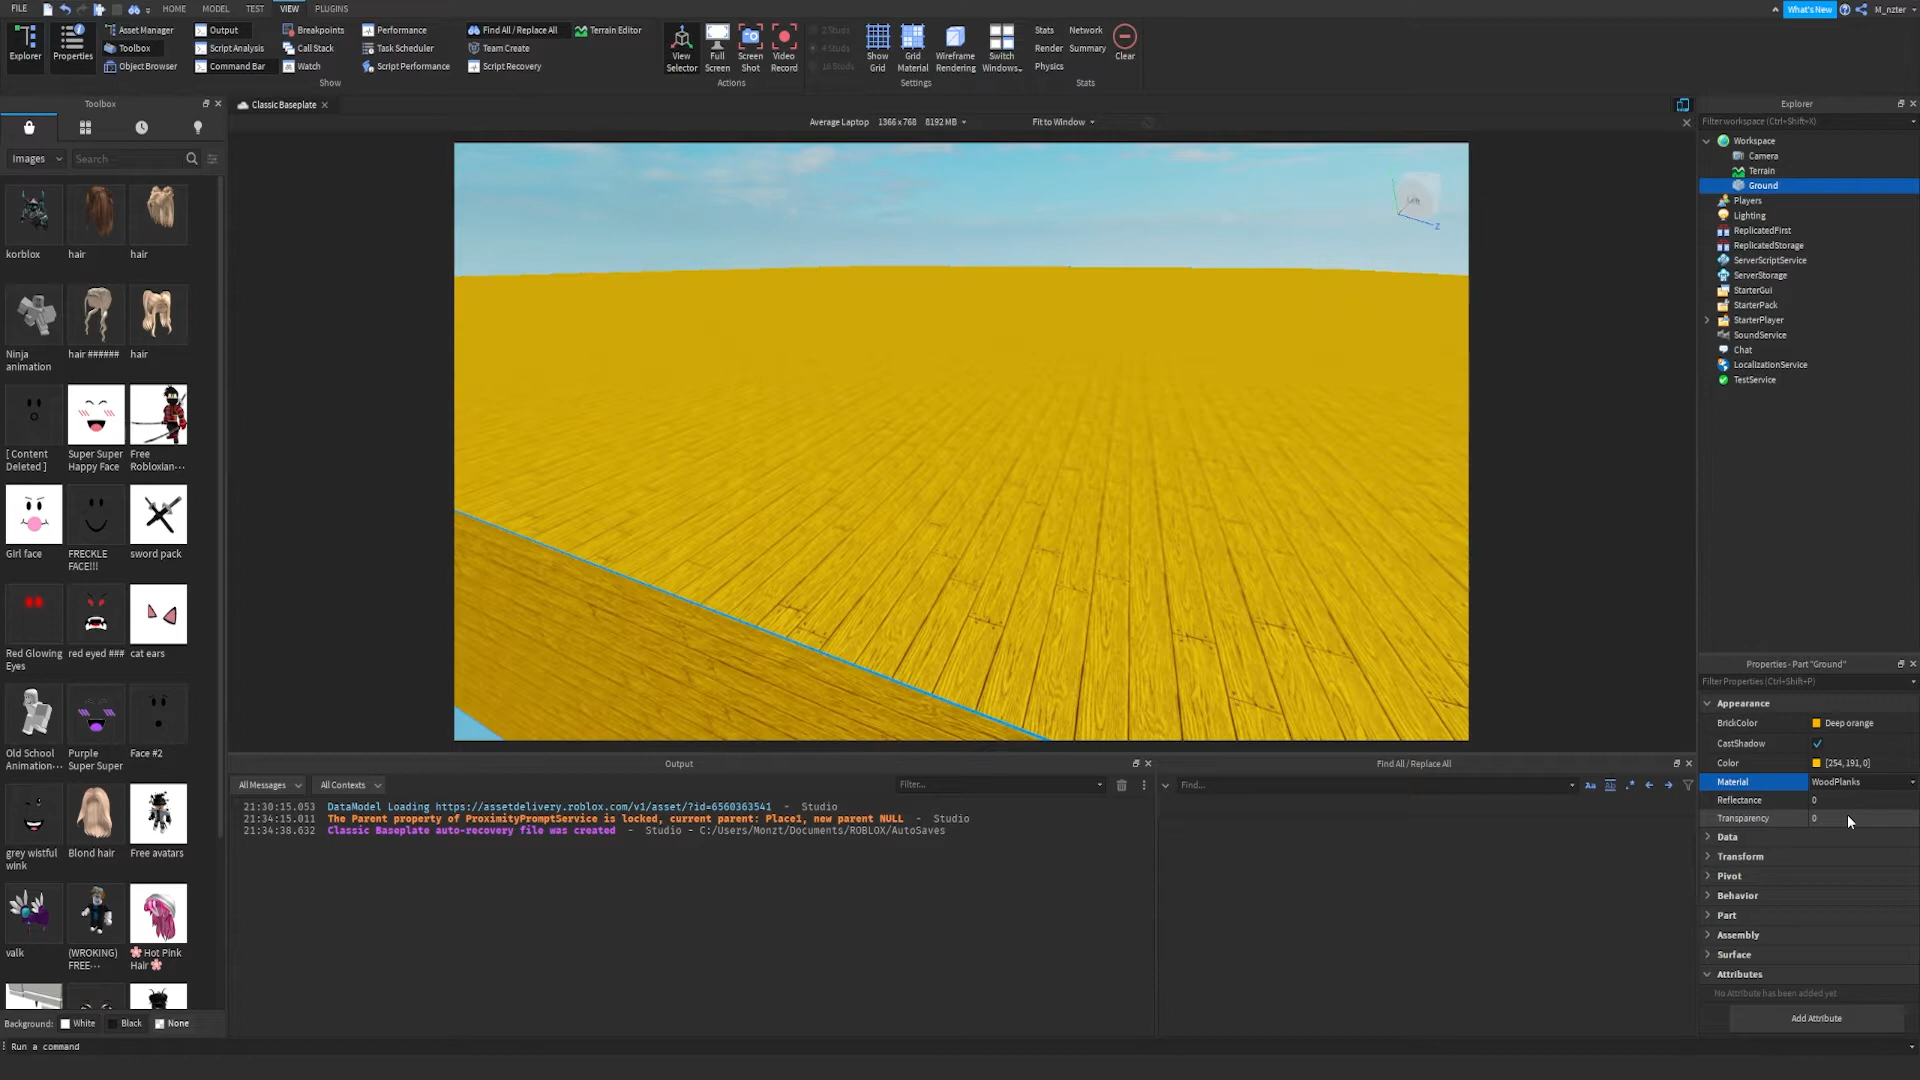 FILE HOME MODEL TEST VIEW PLUGINS What's New M_nzter
Explorer Properties Asset Manager Toolbox Object Browser
Output Script Analysis Command Bar
Breakpoints Call Stack Watch
Performance Task Scheduler Script Performance
Find All / Replace All Team Create Script Recovery
Terrain Editor
Show
View Selector Full Screen Screen Shot Video Record
Actions
2 Studs 4 Studs 16 Studs
Show Grid Grid Material Wireframe Rendering Switch Windows
Settings
Stats Render Physics Network Summary Clear
Stats
Toolbox
Images Search
korblox hair hair
Ninja animation hair ###### hair
[ Content Deleted ] Super Super Happy Face Free Robloxian...
Girl face FRECKLE FACE!!! sword pack
Red Glowing Eyes red eyed ### cat ears
Old School Animation... Purple Super Super Face #2
grey wistful wink Blond hair Free avatars
valk (WROKING) FREE... 🌸 Hot Pink Hair 🌸
Background: White Black None
Run a command
Classic Baseplate
Average Laptop 1366 x 768 8192 MB Fit to Window
Left
Z
Output
All Messages All Contexts Filter...
21:30:15.053 DataModel Loading https://assetdelivery.roblox.com/v1/asset/?id=6560363541 - Studio
21:34:15.011 The Parent property of ProximityPromptService is locked, current parent: Place1, new parent NULL - Studio
21:34:38.632 Classic Baseplate auto-recovery file was created - Studio - C:/Users/Monzt/Documents/ROBLOX/AutoSaves
Find All / Replace All
Find... Aa Ab .*
Explorer
Filter workspace (Ctrl+Shift+X)
Workspace
Camera
Terrain
Ground
Players
Lighting
ReplicatedFirst
ReplicatedStorage
ServerScriptService
ServerStorage
StarterGui
StarterPack
StarterPlayer
SoundService
Chat
LocalizationService
TestService
Properties - Part "Ground"
Filter Properties (Ctrl+Shift+P)
Appearance
BrickColor Deep orange
CastShadow
Color [254, 191, 0]
Material WoodPlanks
Reflectance 0
Transparency 0
Data
Transform
Pivot
Behavior
Part
Assembly
Surface
Attributes
No Attribute has been added yet
Add Attribute